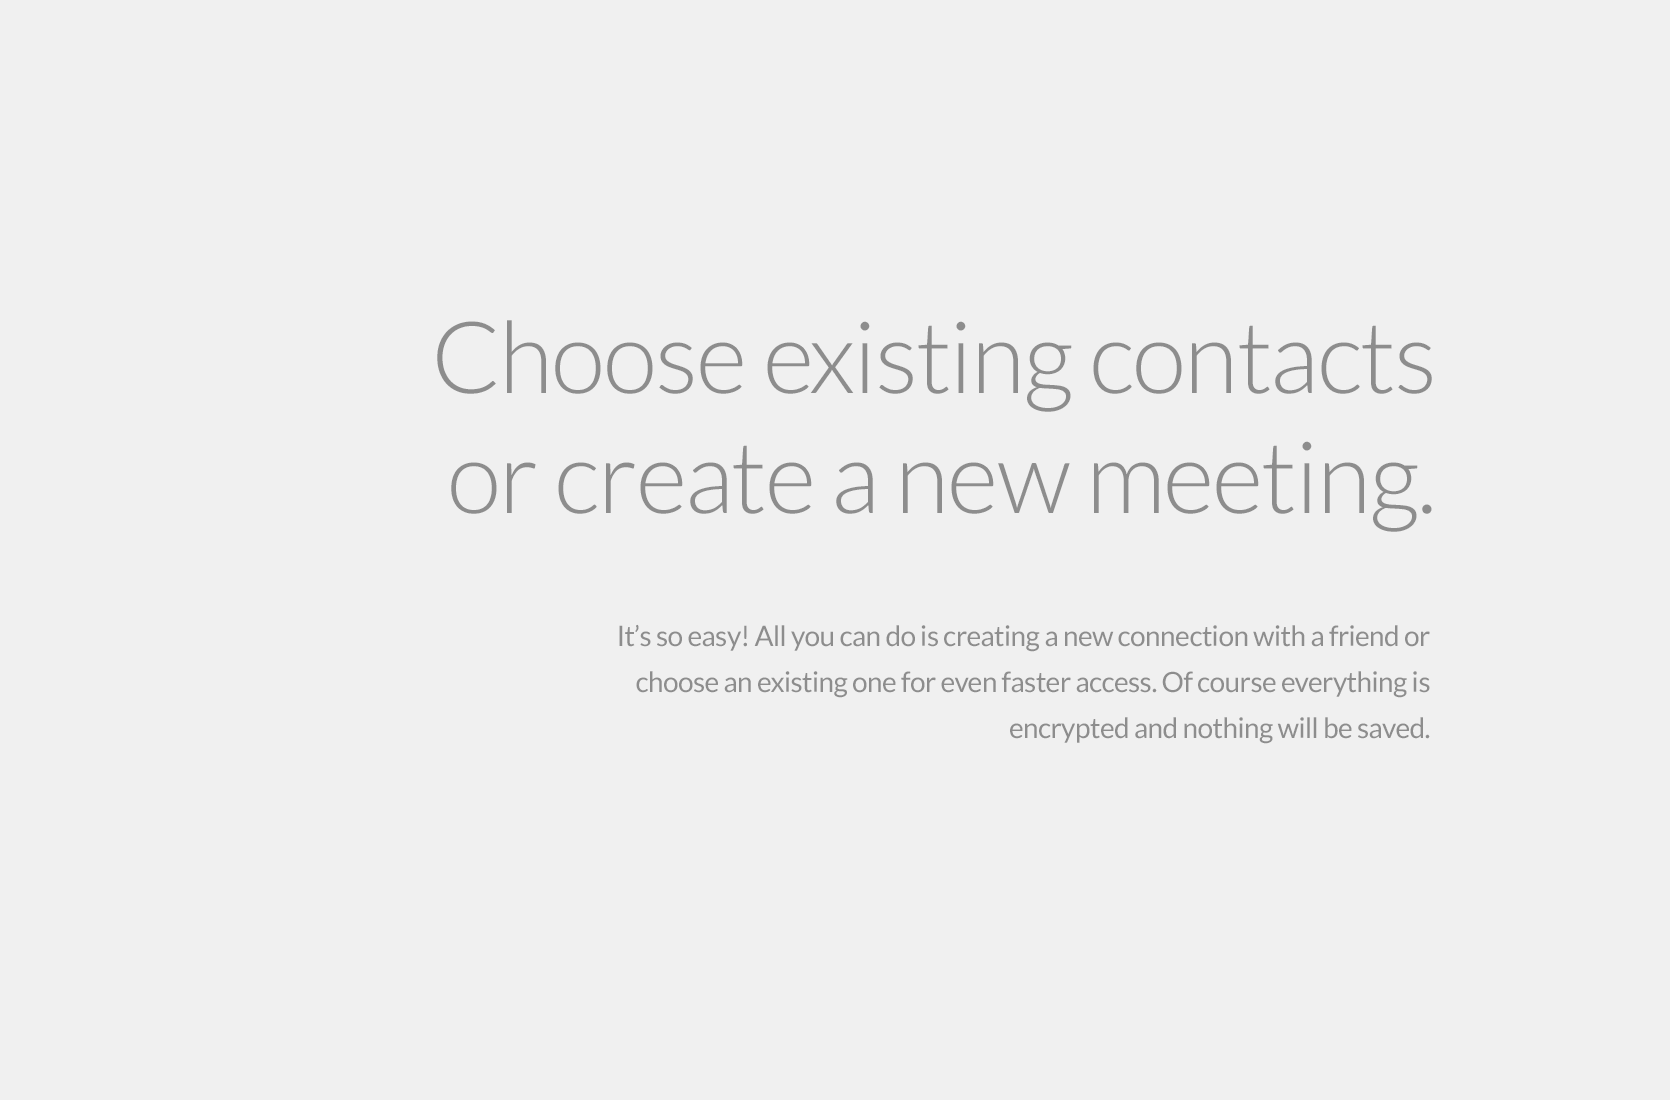 Choose existing contacts
or create a new meeting.
It’s so easy! All you can do is creating a new connection with a friend or
choose an existing one for even faster access. Of course everything is
encrypted and nothing will be saved.